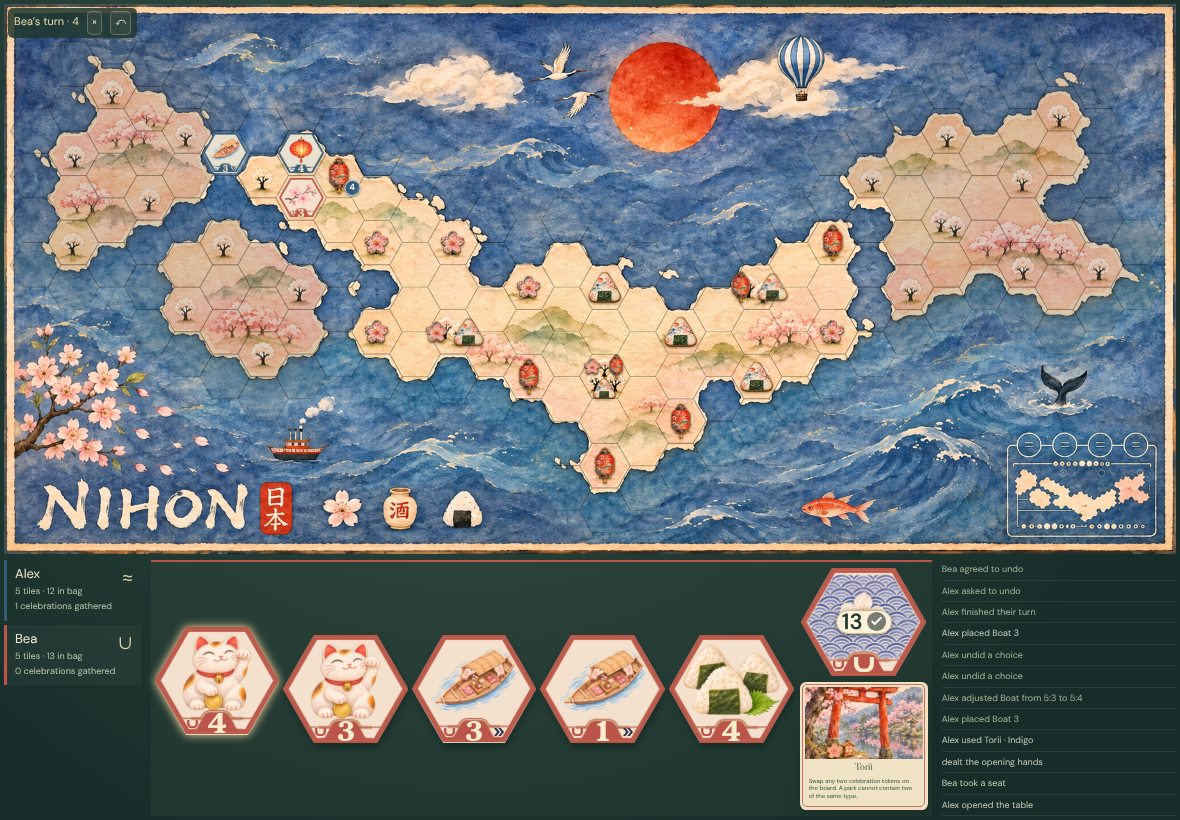 Bea's turn · 4
×
3
4
3
4
NIHON
日本
酒
Alex
5 tiles · 12 in bag
1 celebrations gathered
Bea
5 tiles · 13 in bag
0 celebrations gathered
4
3
3 »
1 »
4
13
Torii
Swap any two celebration tokens on
the board. A park cannot contain two
of the same type.
Bea agreed to undo
Alex asked to undo
Alex finished their turn
Alex placed Boat 3
Alex undid a choice
Alex undid a choice
Alex adjusted Boat from 5:3 to 5:4
Alex placed Boat 3
Alex used Torii · Indigo
dealt the opening hands
Bea took a seat
Alex opened the table